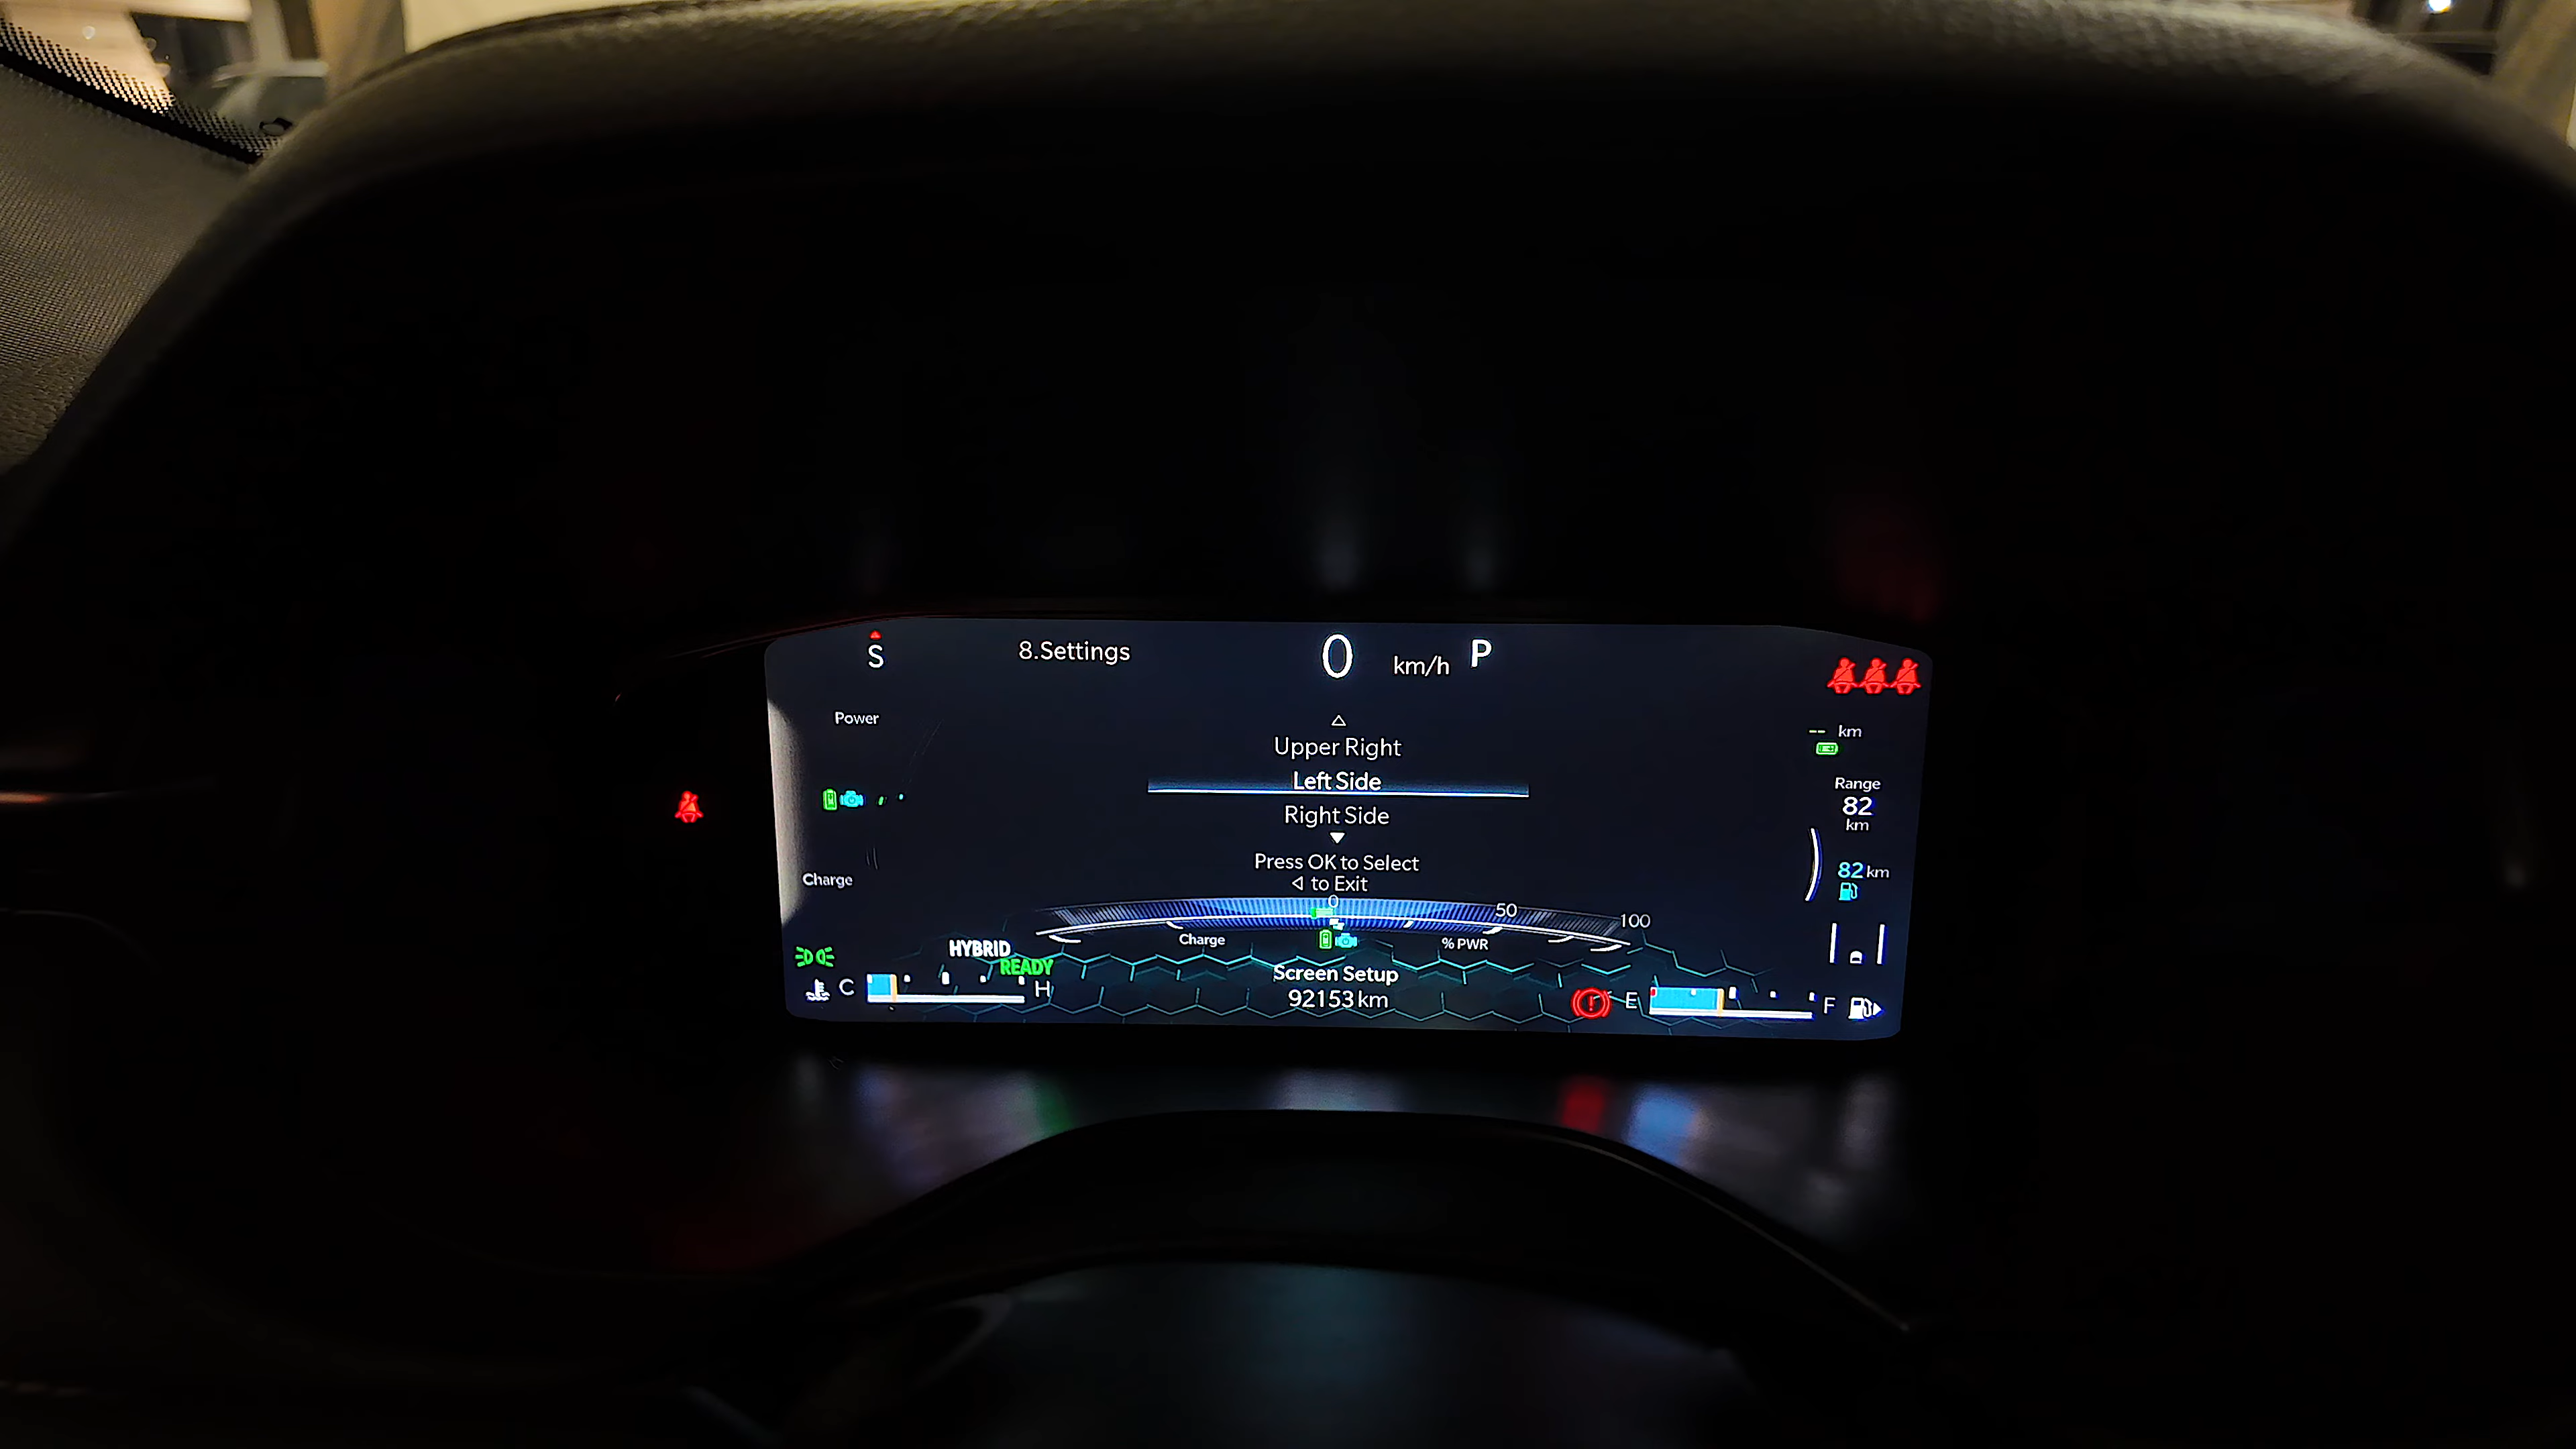 S
8.Settings
0 km/h P
Power
-- km
Upper Right
Left Side
Right Side
Range
82
km
Press OK to Select
◁ to Exit
Charge
82 km
0
50
100
Charge
% PWR
HYBRID
READY
Screen Setup
92153 km
C
H
E
F